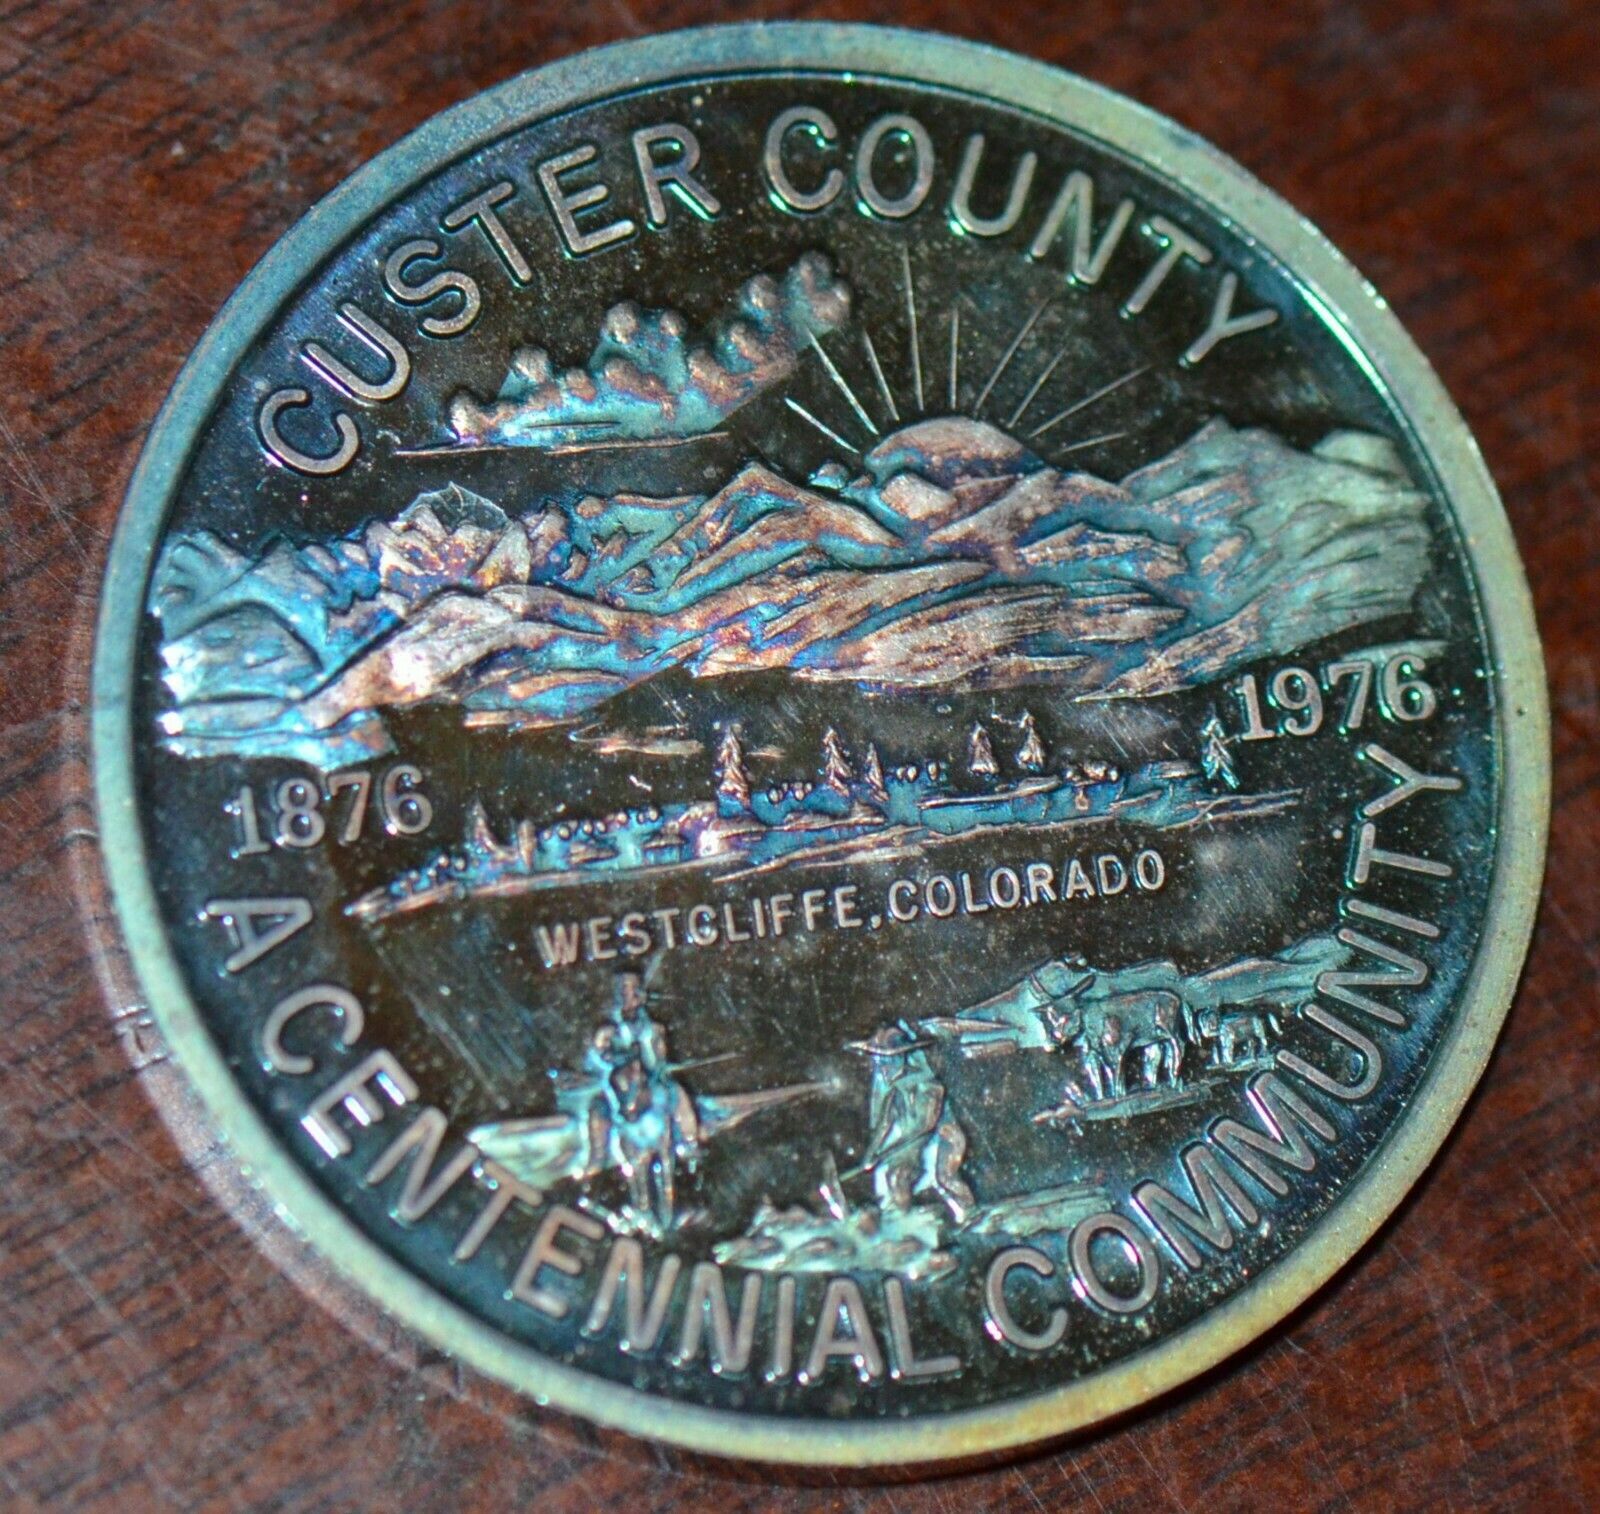 CUSTER COUNTY
1876
1976
WESTCLIFFE, COLORADO
A CENTENNIAL COMMUNITY